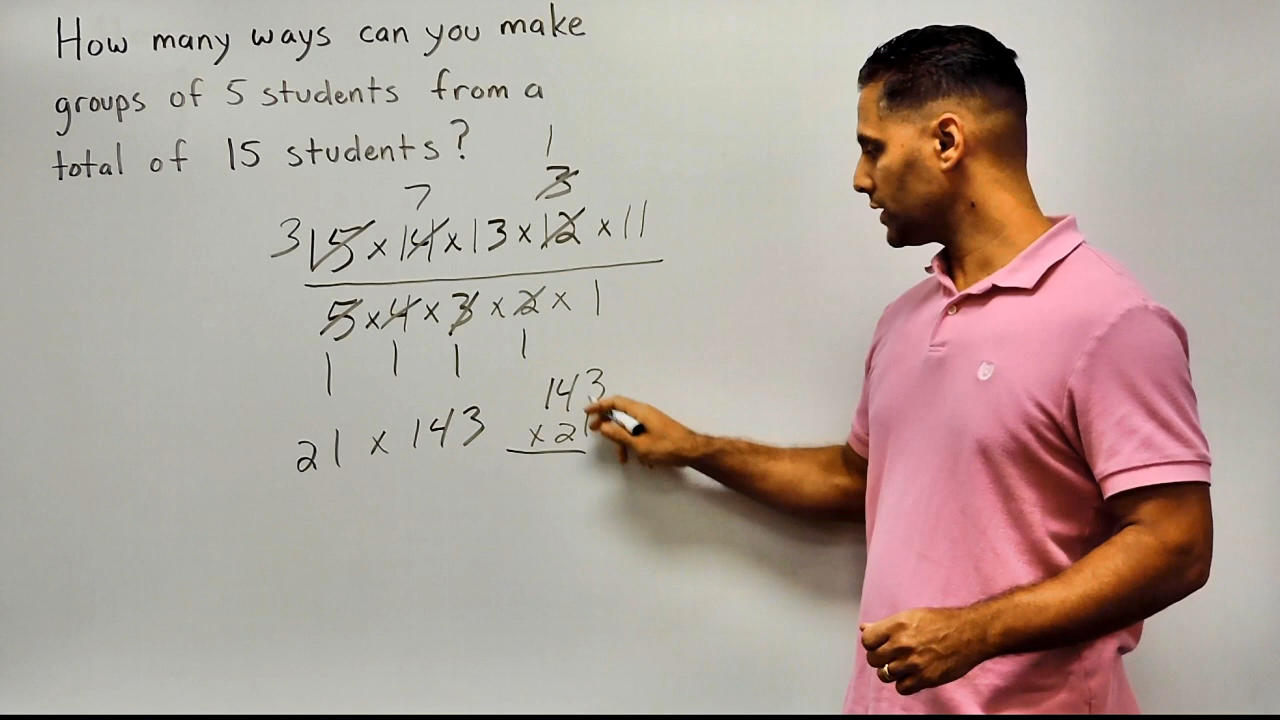 How many ways can you make
groups of 5 students from a
total of 15 students?
1
7 3
3 15 x 14 x 13 x 12 x 11
5 x 4 x 3 x 2 x 1
1 1 1 1
143
21 x 143
x 21